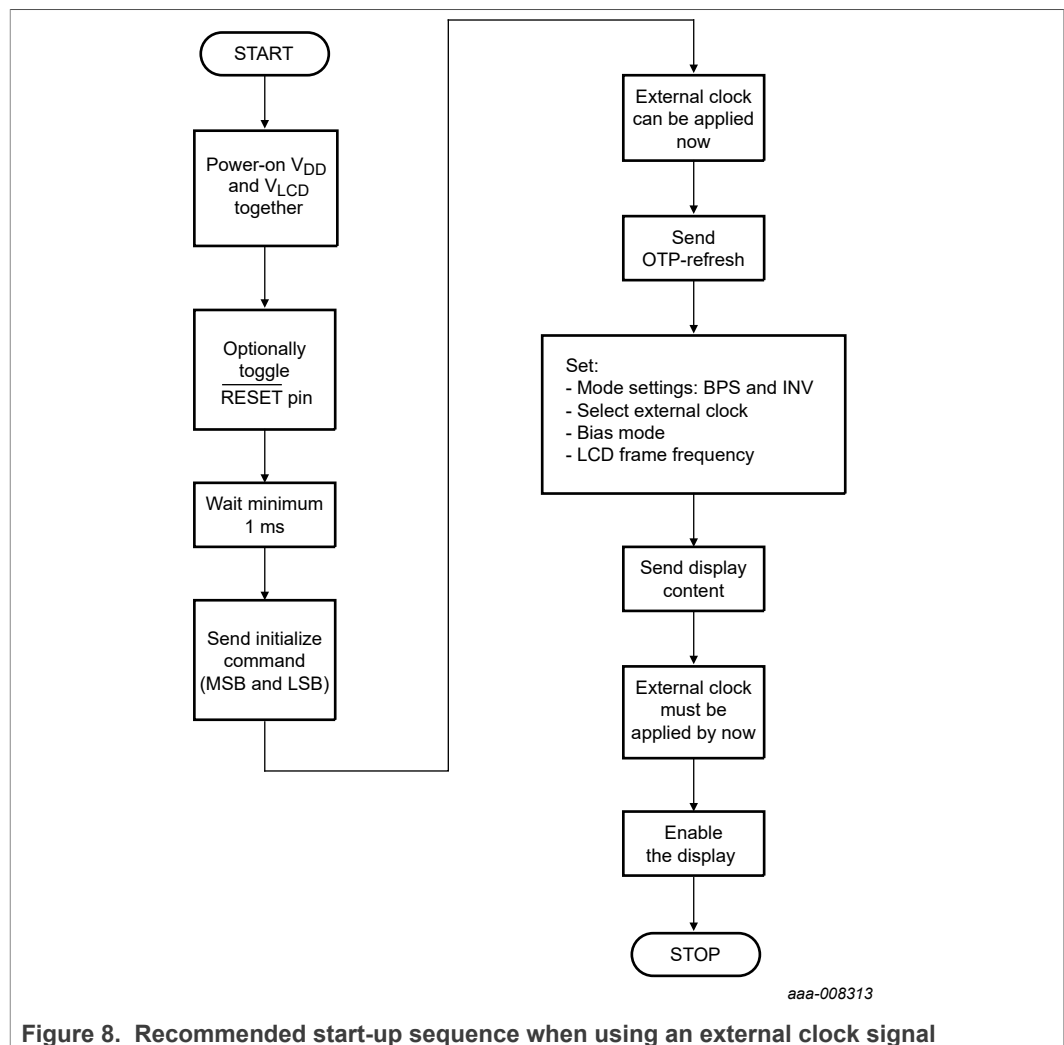 START
Power-on VDD
and VLCD
together
Optionally
toggle
RESET pin
Wait minimum
1 ms
Send initialize
command
(MSB and LSB)
External clock
can be applied
now
Send
OTP-refresh
Set:
- Mode settings: BPS and INV
- Select external clock
- Bias mode
- LCD frame frequency
Send display
content
External clock
must be
applied by now
Enable
the display
STOP
aaa-008313
Figure 8. Recommended start-up sequence when using an external clock signal